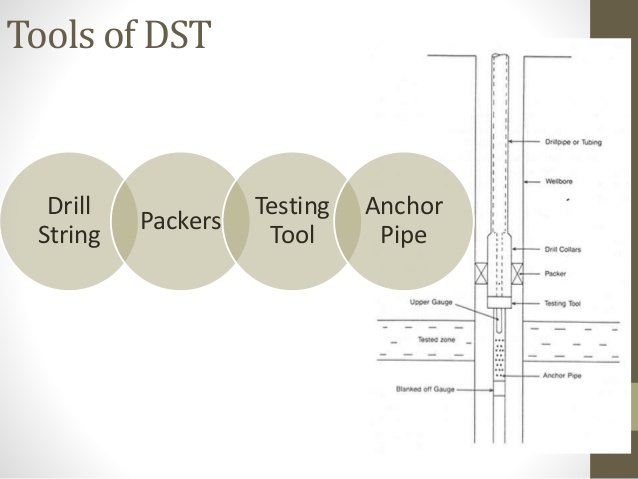 Tools of DST
Drill
String
Packers
Testing
Tool
Anchor
Pipe
Drillpipe or Tubing
Wellbore
Drill Collars
Packer
Testing Tool
Upper Gauge
Tested zone
Anchor Pipe
Blanked off Gauge